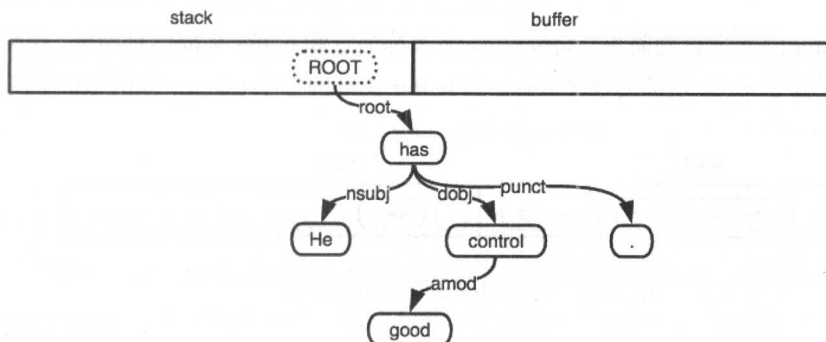 stack buffer
ROOT
root
has
nsubj dobj punct
He control .
amod
good